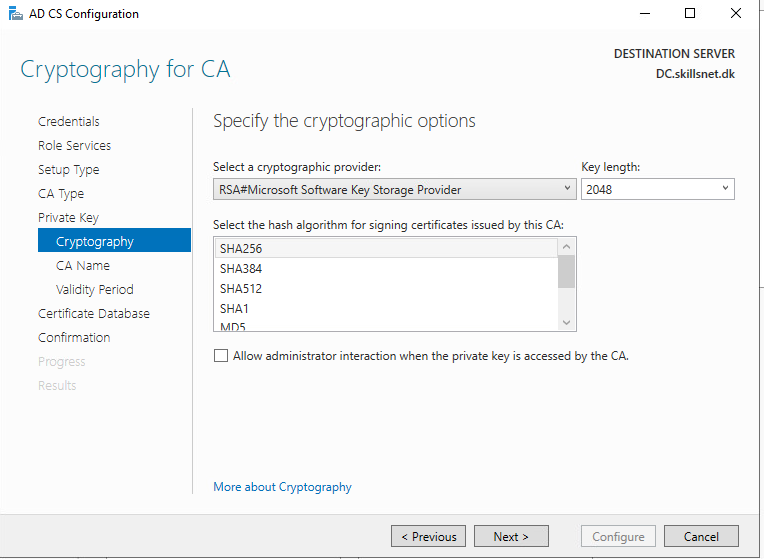 AD CS Configuration
Cryptography for CA
DESTINATION SERVER
DC.skillsnet.dk
Credentials
Role Services
Setup Type
CA Type
Private Key
Cryptography
CA Name
Validity Period
Certificate Database
Confirmation
Progress
Results
Specify the cryptographic options
Select a cryptographic provider:
Key length:
RSA#Microsoft Software Key Storage Provider
2048
Select the hash algorithm for signing certificates issued by this CA:
SHA256
SHA384
SHA512
SHA1
MD5
Allow administrator interaction when the private key is accessed by the CA.
More about Cryptography
< Previous
Next >
Configure
Cancel